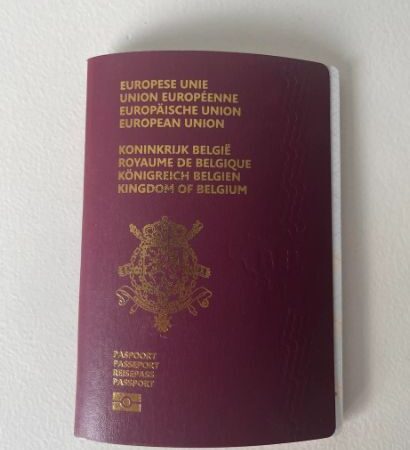 EUROPESE UNIE
UNION EUROPÉENNE
EUROPÄISCHE UNION
EUROPEAN UNION
KONINKRIJK BELGIË
ROYAUME DE BELGIQUE
KÖNIGREICH BELGIEN
KINGDOM OF BELGIUM
PASPOORT
PASSEPORT
REISEPASS
PASSPORT